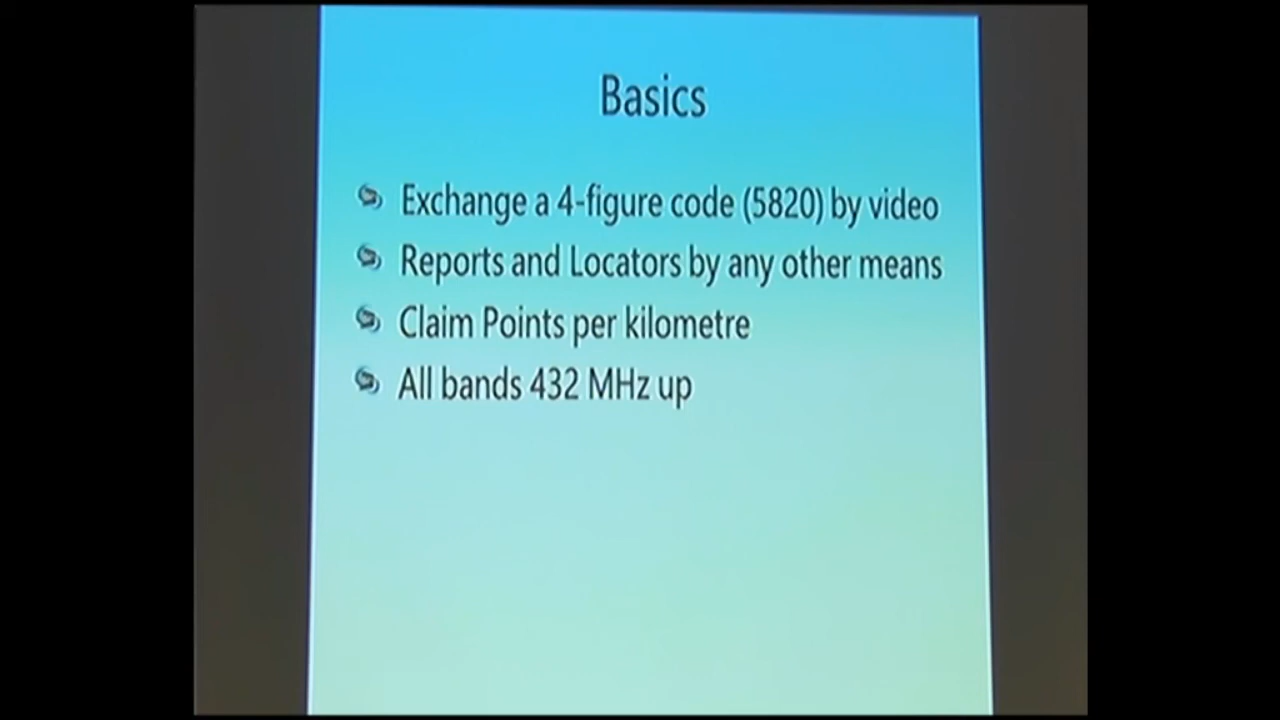 Basics
Exchange a 4-figure code (5820) by video
Reports and Locators by any other means
Claim Points per kilometre
All bands 432 MHz up